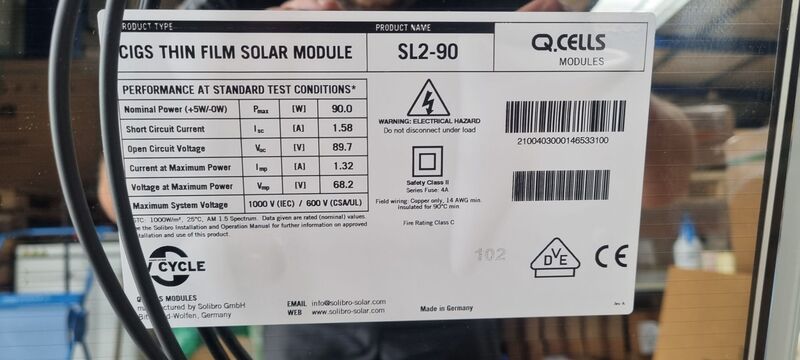 PRODUCT TYPE
PRODUCT NAME
CIGS THIN FILM SOLAR MODULE
SL2-90
Q.CELLS
MODULES
PERFORMANCE AT STANDARD TEST CONDITIONS*
Nominal Power (+5W/-0W) Pmax [W] 90.0
Short Circuit Current Isc [A] 1.58
Open Circuit Voltage Voc [V] 89.7
Current at Maximum Power Imp [A] 1.32
Voltage at Maximum Power Vmp [V] 68.2
Maximum System Voltage 1000 V (IEC) / 600 V (CSA/UL)
STC: 1000W/m², 25°C, AM 1.5 Spectrum. Data given are rated (nominal) values.
the Solibro Installation and Operation Manual for further information on approved
installation and use of this product.
WARNING: ELECTRICAL HAZARD
Do not disconnect under load
Safety Class II
Series Fuse: 4A
Field wiring: Copper only, 14 AWG min.
Insulated for 90°C min.
Fire Rating Class C
2100403000146533100
V CYCLE
102
DVE
CE
Q. MODULES
manufactured by Solibro GmbH
Bitterfeld-Wolfen, Germany
EMAIL info@solibro-solar.com
WEB www.solibro-solar.com
Made in Germany
Rev A